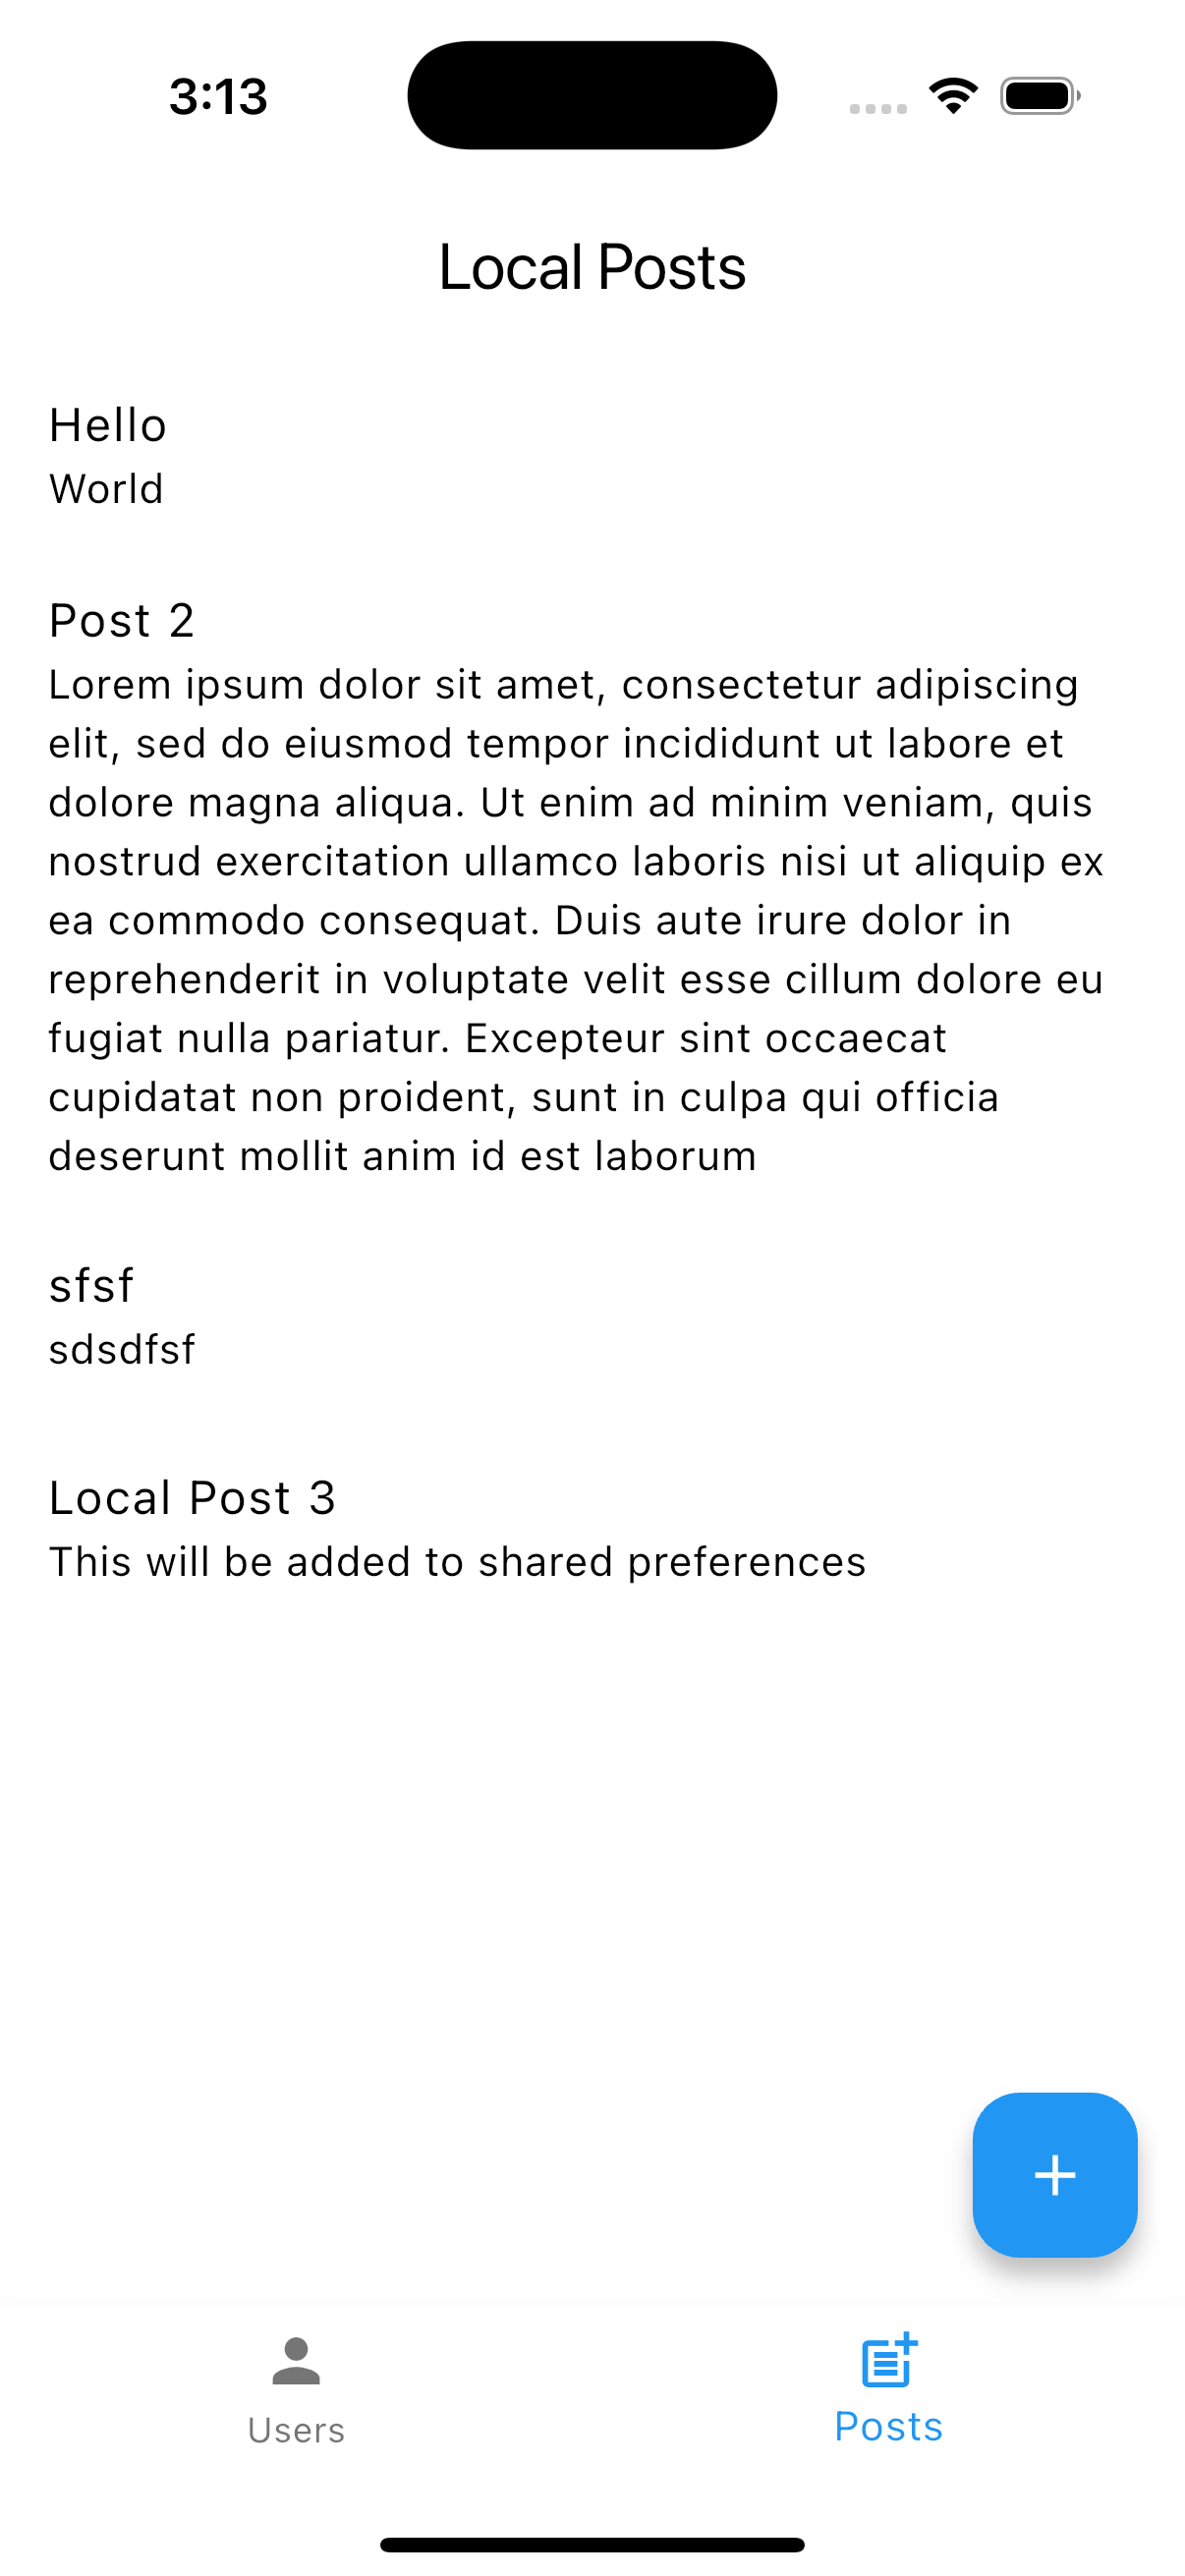 3:13
Local Posts
Hello
World
Post 2
Lorem ipsum dolor sit amet, consectetur adipiscing
elit, sed do eiusmod tempor incididunt ut labore et
dolore magna aliqua. Ut enim ad minim veniam, quis
nostrud exercitation ullamco laboris nisi ut aliquip ex
ea commodo consequat. Duis aute irure dolor in
reprehenderit in voluptate velit esse cillum dolore eu
fugiat nulla pariatur. Excepteur sint occaecat
cupidatat non proident, sunt in culpa qui officia
deserunt mollit anim id est laborum
sfsf
sdsdfsf
Local Post 3
This will be added to shared preferences
Users
Posts